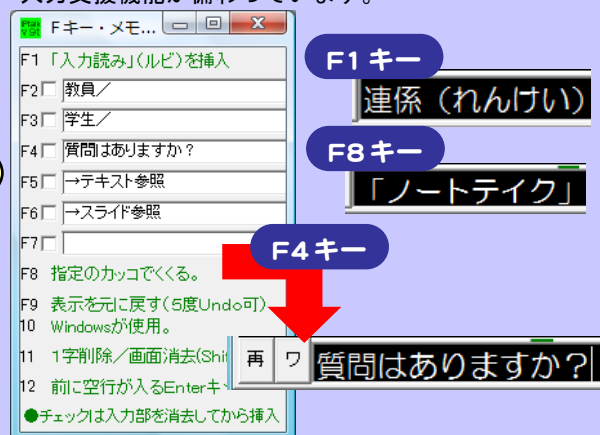 入力支援機能が備わっています。
Fキー・メモ...
F1 「入力読み」(ルビ)を挿入
F2 教員／
F3 学生／
F4 質問はありますか？
F5 →テキスト参照
F6 →スライド参照
F7
F8 指定のカッコでくくる。
F9 表示を元に戻す(5度Undo可)
10 Windowsが使用。
11 1字削除／画面消去(Shi
12 前に空行が入るEnterキ
●チェックは入力部を消去してから挿入
F1キー
連係（れんけい）
F8キー
「ノートテイク」
F4キー
再 ワ 質問はありますか？